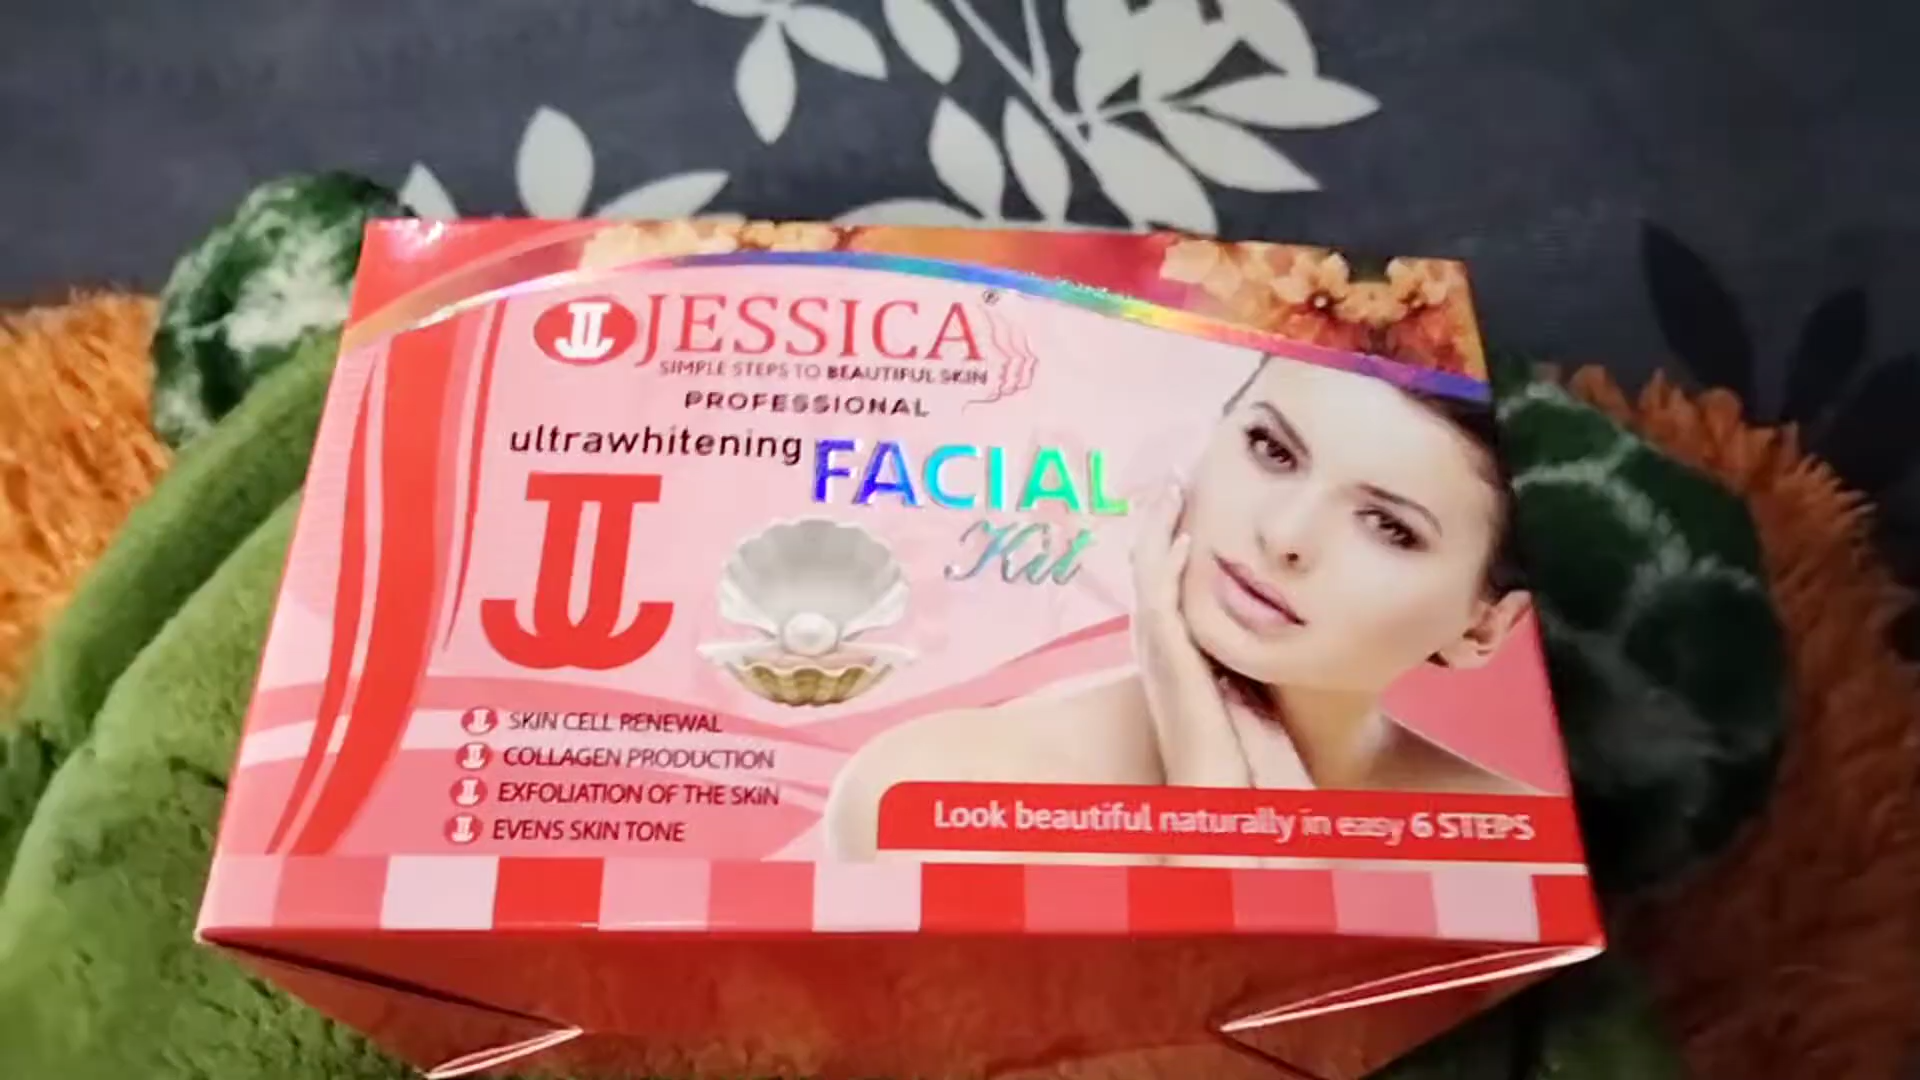 JESSICA®
SIMPLE STEPS TO BEAUTIFUL SKIN
PROFESSIONAL
ultrawhitening FACIAL
Kit
SKIN CELL RENEWAL
COLLAGEN PRODUCTION
EXFOLIATION OF THE SKIN
EVENS SKIN TONE
Look beautiful naturally in easy 6 STEPS